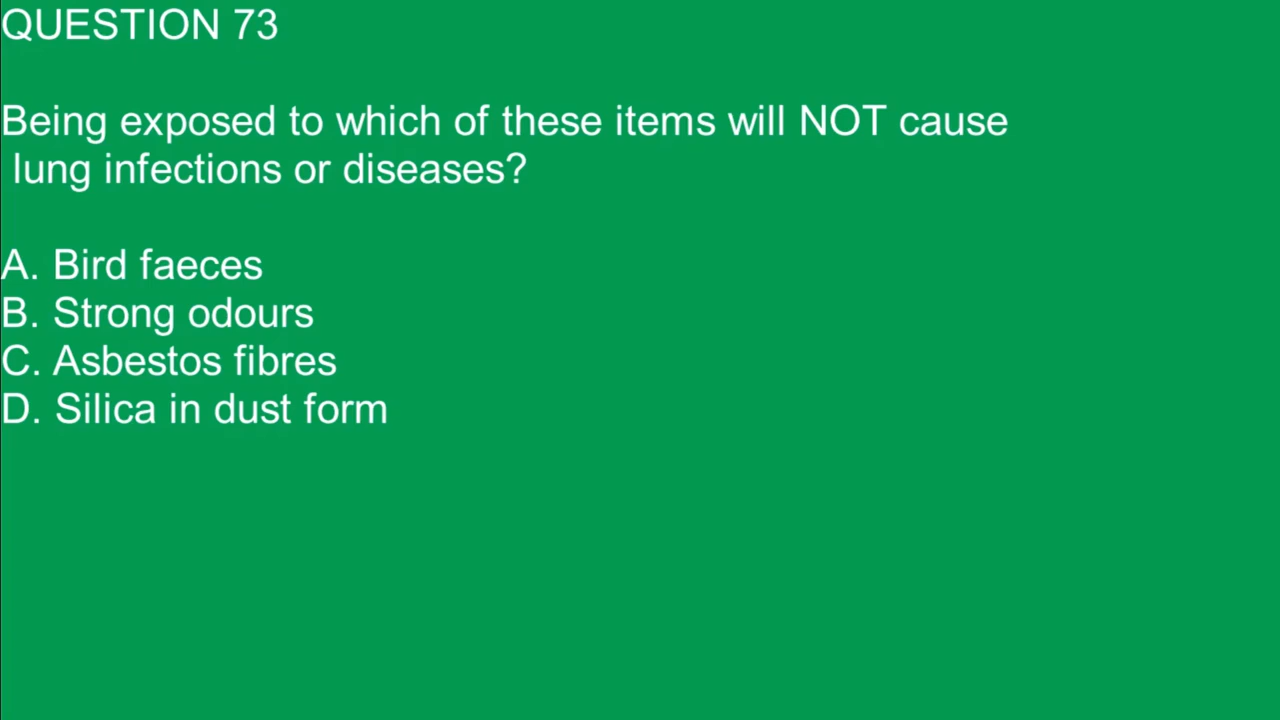 QUESTION 73
Being exposed to which of these items will NOT cause
lung infections or diseases?
A. Bird faeces
B. Strong odours
C. Asbestos fibres
D. Silica in dust form